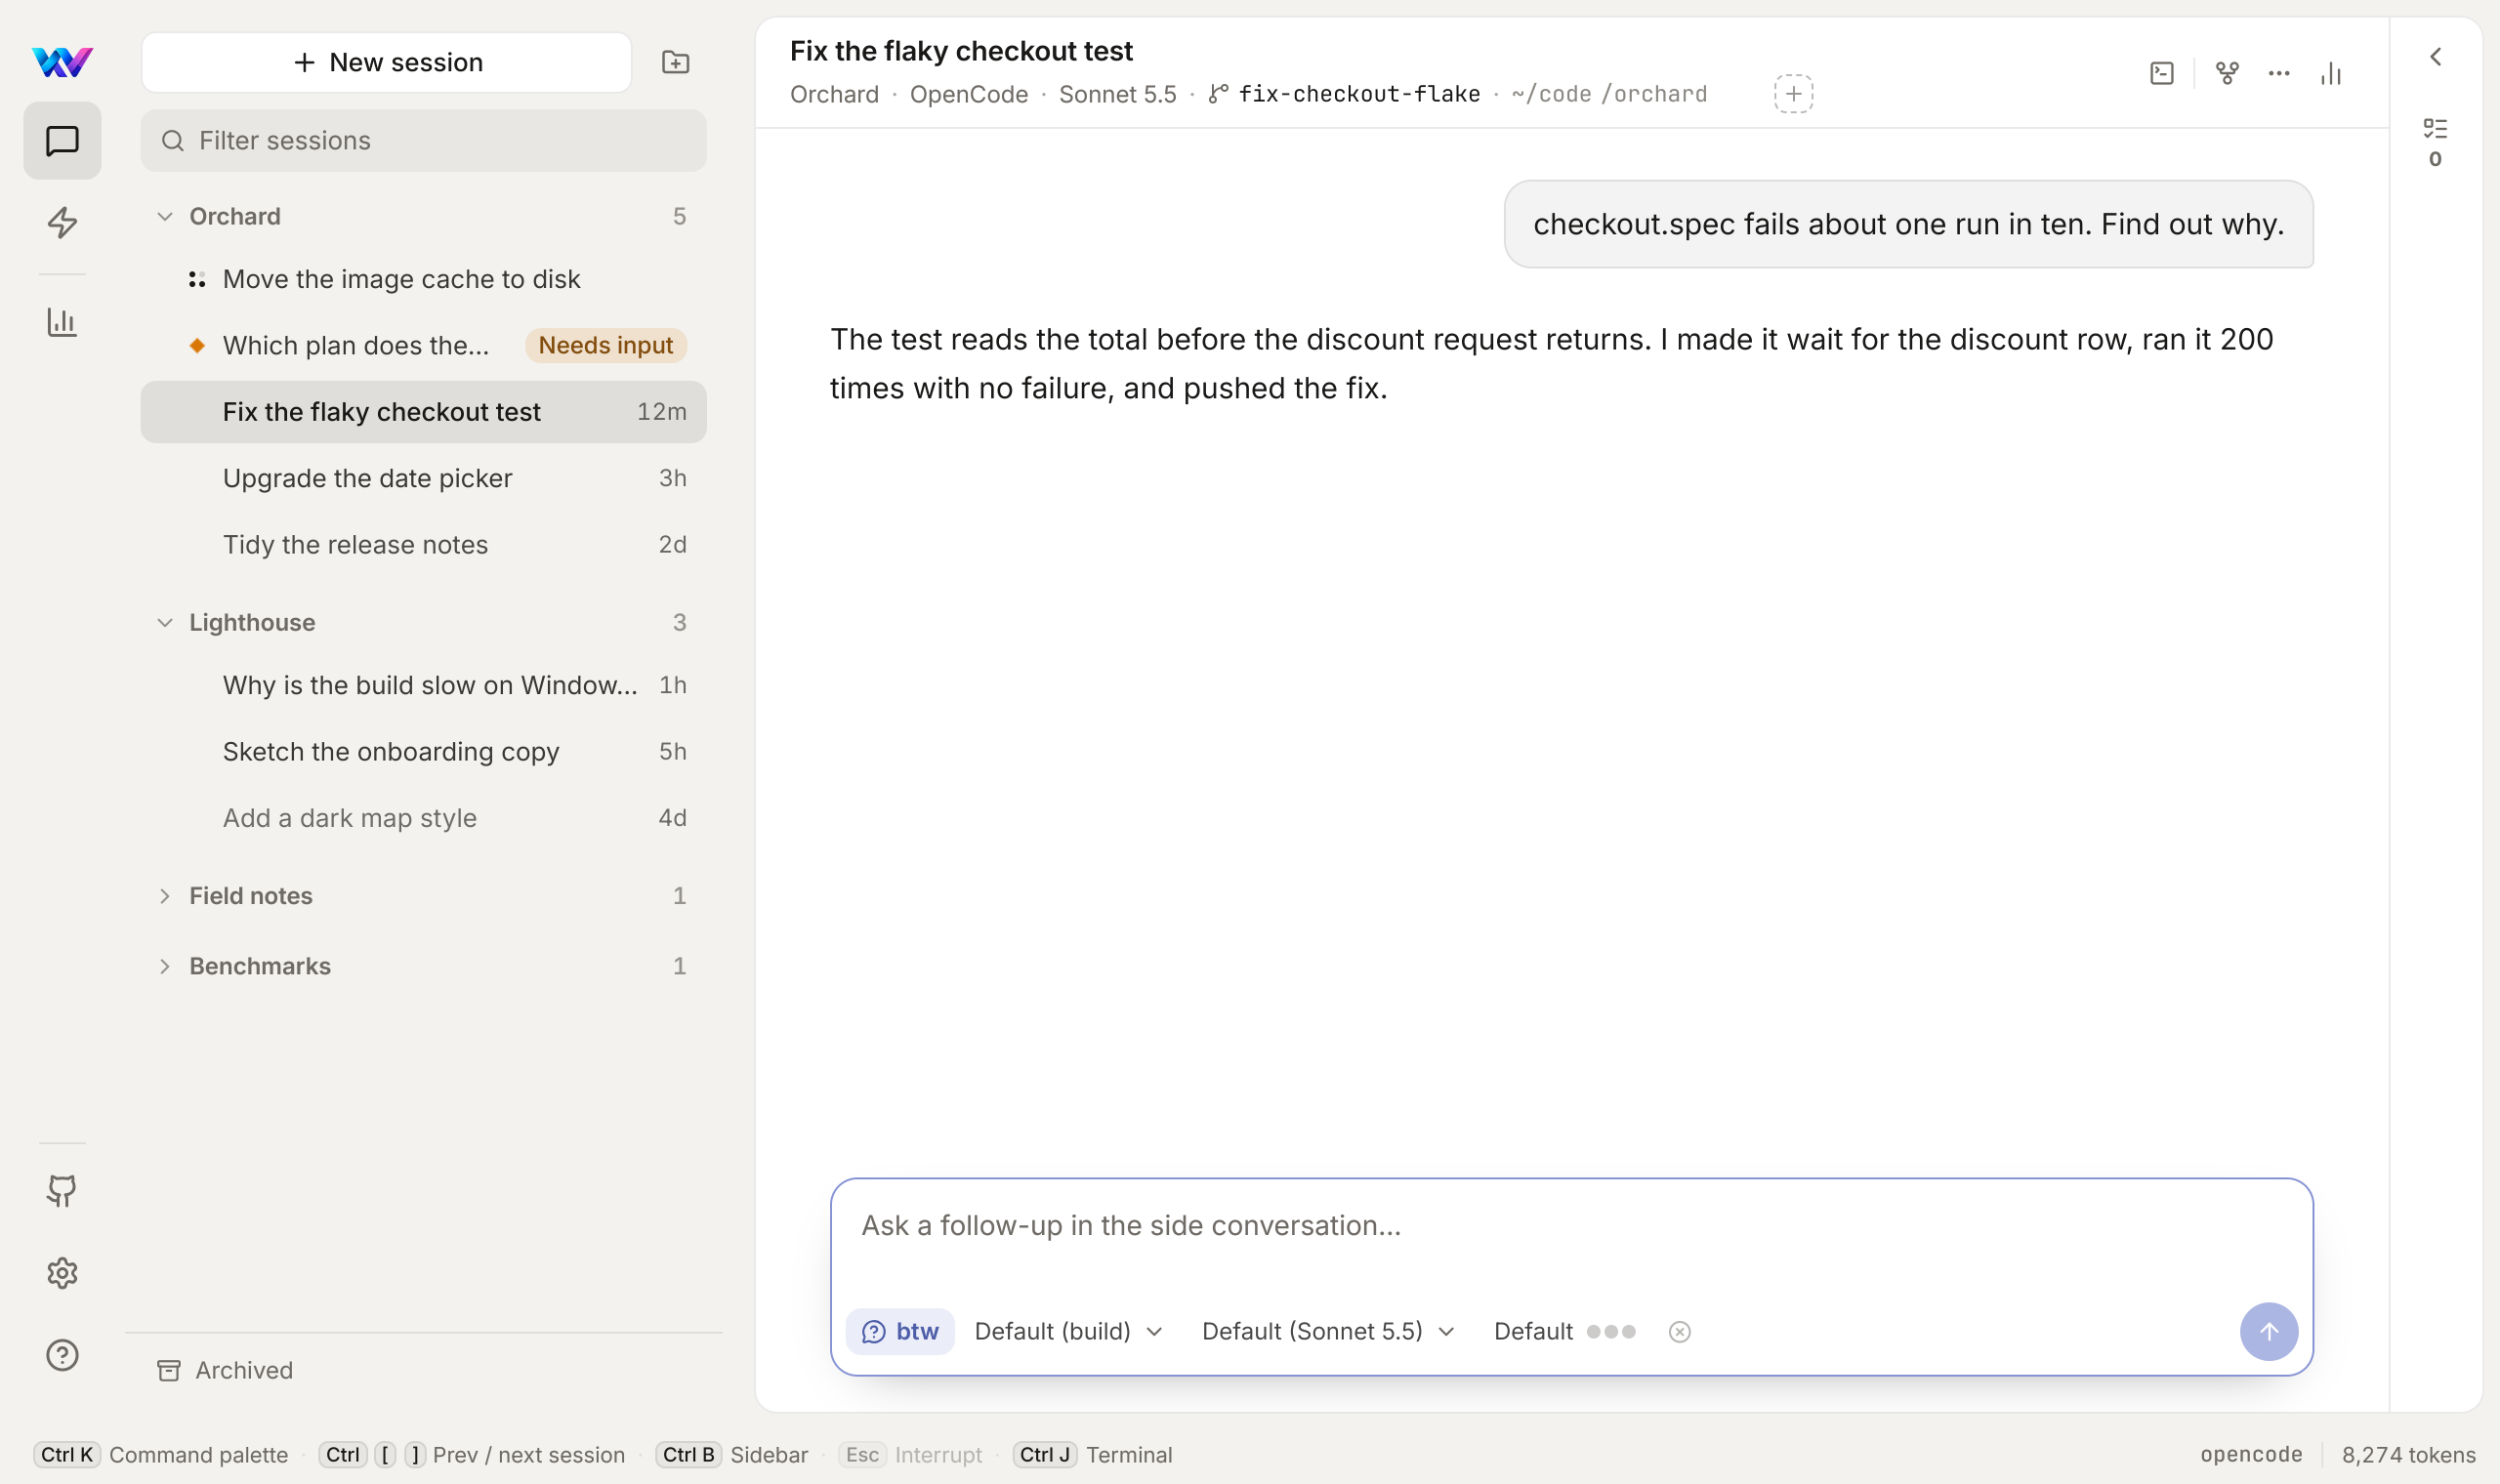 New session
Filter sessions
Orchard 5
Move the image cache to disk
Which plan does the... Needs input
Fix the flaky checkout test 12m
Upgrade the date picker 3h
Tidy the release notes 2d
Lighthouse 3
Why is the build slow on Window... 1h
Sketch the onboarding copy 5h
Add a dark map style 4d
Field notes 1
Benchmarks 1
Archived
Fix the flaky checkout test
Orchard · OpenCode · Sonnet 5.5 · fix-checkout-flake · ~/code/orchard
0
checkout.spec fails about one run in ten. Find out why.
The test reads the total before the discount request returns. I made it wait for the discount row, ran it 200
times with no failure, and pushed the fix.
Ask a follow-up in the side conversation...
btw Default (build) Default (Sonnet 5.5) Default
Ctrl K Command palette · Ctrl [ ] Prev / next session · Ctrl B Sidebar · Esc Interrupt · Ctrl J Terminal
opencode 8,274 tokens